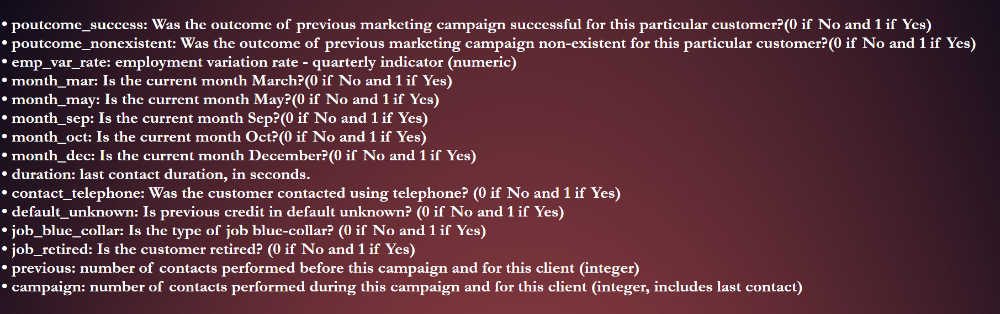 • poutcome_success: Was the outcome of previous marketing campaign successful for this particular customer?(0 if No and 1 if Yes)
• poutcome_nonexistent: Was the outcome of previous marketing campaign non-existent for this particular customer?(0 if No and 1 if Yes)
• emp_var_rate: employment variation rate - quarterly indicator (numeric)
• month_mar: Is the current month March?(0 if No and 1 if Yes)
• month_may: Is the current month May?(0 if No and 1 if Yes)
• month_sep: Is the current month Sep?(0 if No and 1 if Yes)
• month_oct: Is the current month Oct?(0 if No and 1 if Yes)
• month_dec: Is the current month December?(0 if No and 1 if Yes)
• duration: last contact duration, in seconds.
• contact_telephone: Was the customer contacted using telephone? (0 if No and 1 if Yes)
• default_unknown: Is previous credit in default unknown? (0 if No and 1 if Yes)
• job_blue_collar: Is the type of job blue-collar? (0 if No and 1 if Yes)
• job_retired: Is the customer retired? (0 if No and 1 if Yes)
• previous: number of contacts performed before this campaign and for this client (integer)
• campaign: number of contacts performed during this campaign and for this client (integer, includes last contact)